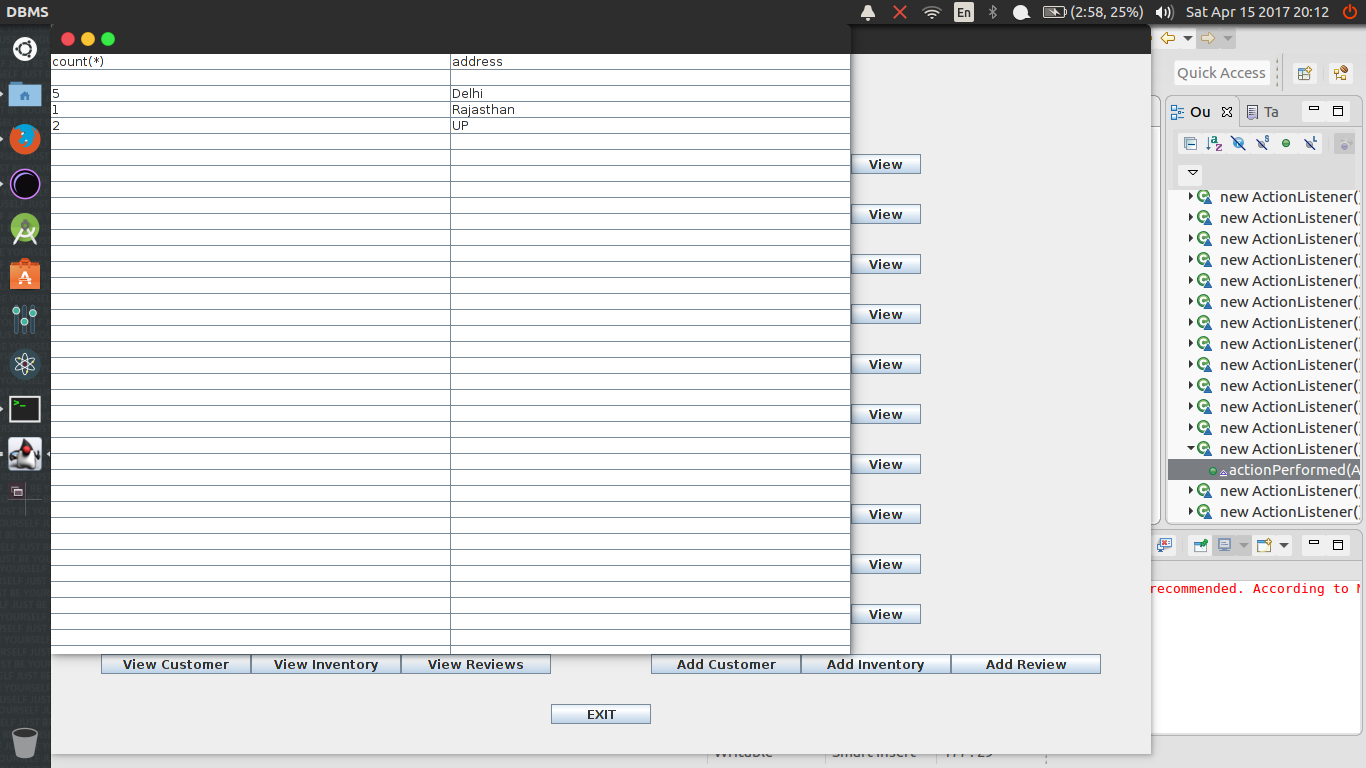 DBMS
En
(2:58, 25%)
Sat Apr 15 2017 20:12
count(*) address
5 Delhi
1 Rajasthan
2 UP
Quick Access
Ou
Ta
View
View
View
View
View
View
View
View
View
View
new ActionListener()
new ActionListener()
new ActionListener()
new ActionListener()
new ActionListener()
new ActionListener()
new ActionListener()
new ActionListener()
new ActionListener()
new ActionListener()
new ActionListener()
new ActionListener()
new ActionListener()
actionPerformed(A
new ActionListener()
new ActionListener()
recommended. According to M
View Customer View Inventory View Reviews Add Customer Add Inventory Add Review
EXIT
Writable Smart Insert 177 : 29